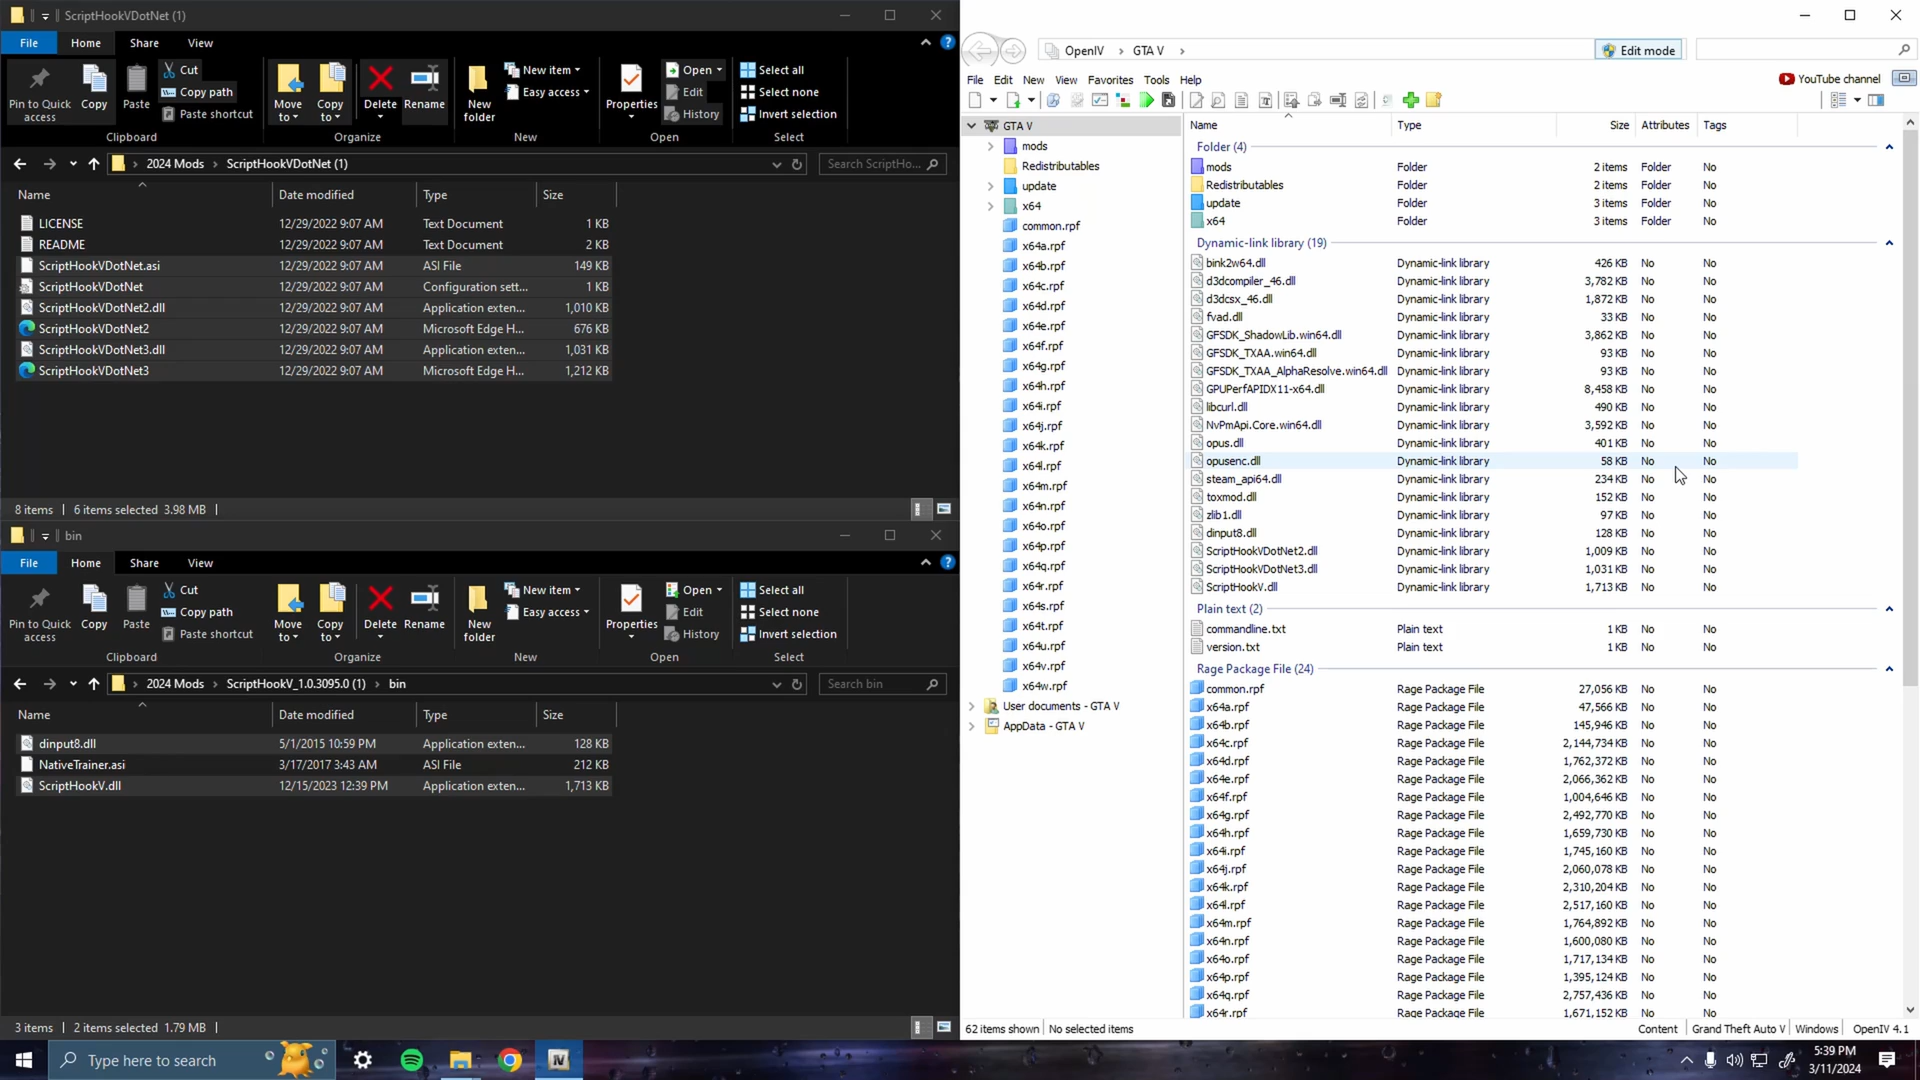 ScriptHookVDotNet (1)
File Home Share View
Pin to Quick access
Copy
Paste
Cut
Copy path
Paste shortcut
Move to
Copy to
Delete
Rename
New folder
New item
Easy access
Properties
Open
Edit
History
Select all
Select none
Invert selection
Clipboard Organize New Open Select
2024 Mods ScriptHookVDotNet (1)
Search ScriptHo...
Name Date modified Type Size
LICENSE 12/29/2022 9:07 AM Text Document 1 KB
README 12/29/2022 9:07 AM Text Document 2 KB
ScriptHookVDotNet.asi 12/29/2022 9:07 AM ASI File 149 KB
ScriptHookVDotNet 12/29/2022 9:07 AM Configuration sett... 1 KB
ScriptHookVDotNet2.dll 12/29/2022 9:07 AM Application exten... 1,010 KB
ScriptHookVDotNet2 12/29/2022 9:07 AM Microsoft Edge H... 676 KB
ScriptHookVDotNet3.dll 12/29/2022 9:07 AM Application exten... 1,031 KB
ScriptHookVDotNet3 12/29/2022 9:07 AM Microsoft Edge H... 1,212 KB
8 items 6 items selected 3.98 MB
bin
File Home Share View
Pin to Quick access
Copy
Paste
Cut
Copy path
Paste shortcut
Move to
Copy to
Delete
Rename
New folder
New item
Easy access
Properties
Open
Edit
History
Select all
Select none
Invert selection
Clipboard Organize New Open Select
2024 Mods ScriptHookV_1.0.3095.0 (1) bin
Search bin
Name Date modified Type Size
dinput8.dll 5/1/2015 10:59 PM Application exten... 128 KB
NativeTrainer.asi 3/17/2017 3:43 AM ASI File 212 KB
ScriptHookV.dll 12/15/2023 12:39 PM Application exten... 1,713 KB
3 items 2 items selected 1.79 MB
OpenIV GTA V
Edit mode
File Edit New View Favorites Tools Help
YouTube channel
GTA V
mods
Redistributables
update
x64
common.rpf
x64a.rpf
x64b.rpf
x64c.rpf
x64d.rpf
x64e.rpf
x64f.rpf
x64g.rpf
x64h.rpf
x64i.rpf
x64j.rpf
x64k.rpf
x64l.rpf
x64m.rpf
x64n.rpf
x64o.rpf
x64p.rpf
x64q.rpf
x64r.rpf
x64s.rpf
x64t.rpf
x64u.rpf
x64v.rpf
x64w.rpf
User documents - GTA V
AppData - GTA V
Name Type Size Attributes Tags
Folder (4)
mods Folder 2 items Folder No
Redistributables Folder 2 items Folder No
update Folder 3 items Folder No
x64 Folder 3 items Folder No
Dynamic-link library (19)
bink2w64.dll Dynamic-link library 426 KB No No
d3dcompiler_46.dll Dynamic-link library 3,782 KB No No
d3dcsx_46.dll Dynamic-link library 1,872 KB No No
fvad.dll Dynamic-link library 33 KB No No
GFSDK_ShadowLib.win64.dll Dynamic-link library 3,862 KB No No
GFSDK_TXAA.win64.dll Dynamic-link library 93 KB No No
GFSDK_TXAA_AlphaResolve.win64.dll Dynamic-link library 93 KB No No
GPUPerfAPIDX11-x64.dll Dynamic-link library 8,458 KB No No
libcurl.dll Dynamic-link library 490 KB No No
NvPmApi.Core.win64.dll Dynamic-link library 3,592 KB No No
opus.dll Dynamic-link library 401 KB No No
opusenc.dll Dynamic-link library 58 KB No No
steam_api64.dll Dynamic-link library 234 KB No No
toxmod.dll Dynamic-link library 152 KB No No
zlib1.dll Dynamic-link library 97 KB No No
dinput8.dll Dynamic-link library 128 KB No No
ScriptHookVDotNet2.dll Dynamic-link library 1,009 KB No No
ScriptHookVDotNet3.dll Dynamic-link library 1,031 KB No No
ScriptHookV.dll Dynamic-link library 1,713 KB No No
Plain text (2)
commandline.txt Plain text 1 KB No No
version.txt Plain text 1 KB No No
Rage Package File (24)
common.rpf Rage Package File 27,056 KB No No
x64a.rpf Rage Package File 47,566 KB No No
x64b.rpf Rage Package File 145,946 KB No No
x64c.rpf Rage Package File 2,144,734 KB No No
x64d.rpf Rage Package File 1,762,372 KB No No
x64e.rpf Rage Package File 2,066,362 KB No No
x64f.rpf Rage Package File 1,004,646 KB No No
x64g.rpf Rage Package File 2,492,770 KB No No
x64h.rpf Rage Package File 1,659,730 KB No No
x64i.rpf Rage Package File 1,745,160 KB No No
x64j.rpf Rage Package File 2,060,078 KB No No
x64k.rpf Rage Package File 2,310,204 KB No No
x64l.rpf Rage Package File 2,517,160 KB No No
x64m.rpf Rage Package File 1,764,892 KB No No
x64n.rpf Rage Package File 1,600,080 KB No No
x64o.rpf Rage Package File 1,717,134 KB No No
x64p.rpf Rage Package File 1,395,124 KB No No
x64q.rpf Rage Package File 2,757,436 KB No No
x64r.rpf Rage Package File 1,671,152 KB No No
62 items shown No selected items
Content Grand Theft Auto V Windows OpenIV 4.1
Type here to search
IV
5:39 PM
3/11/2024